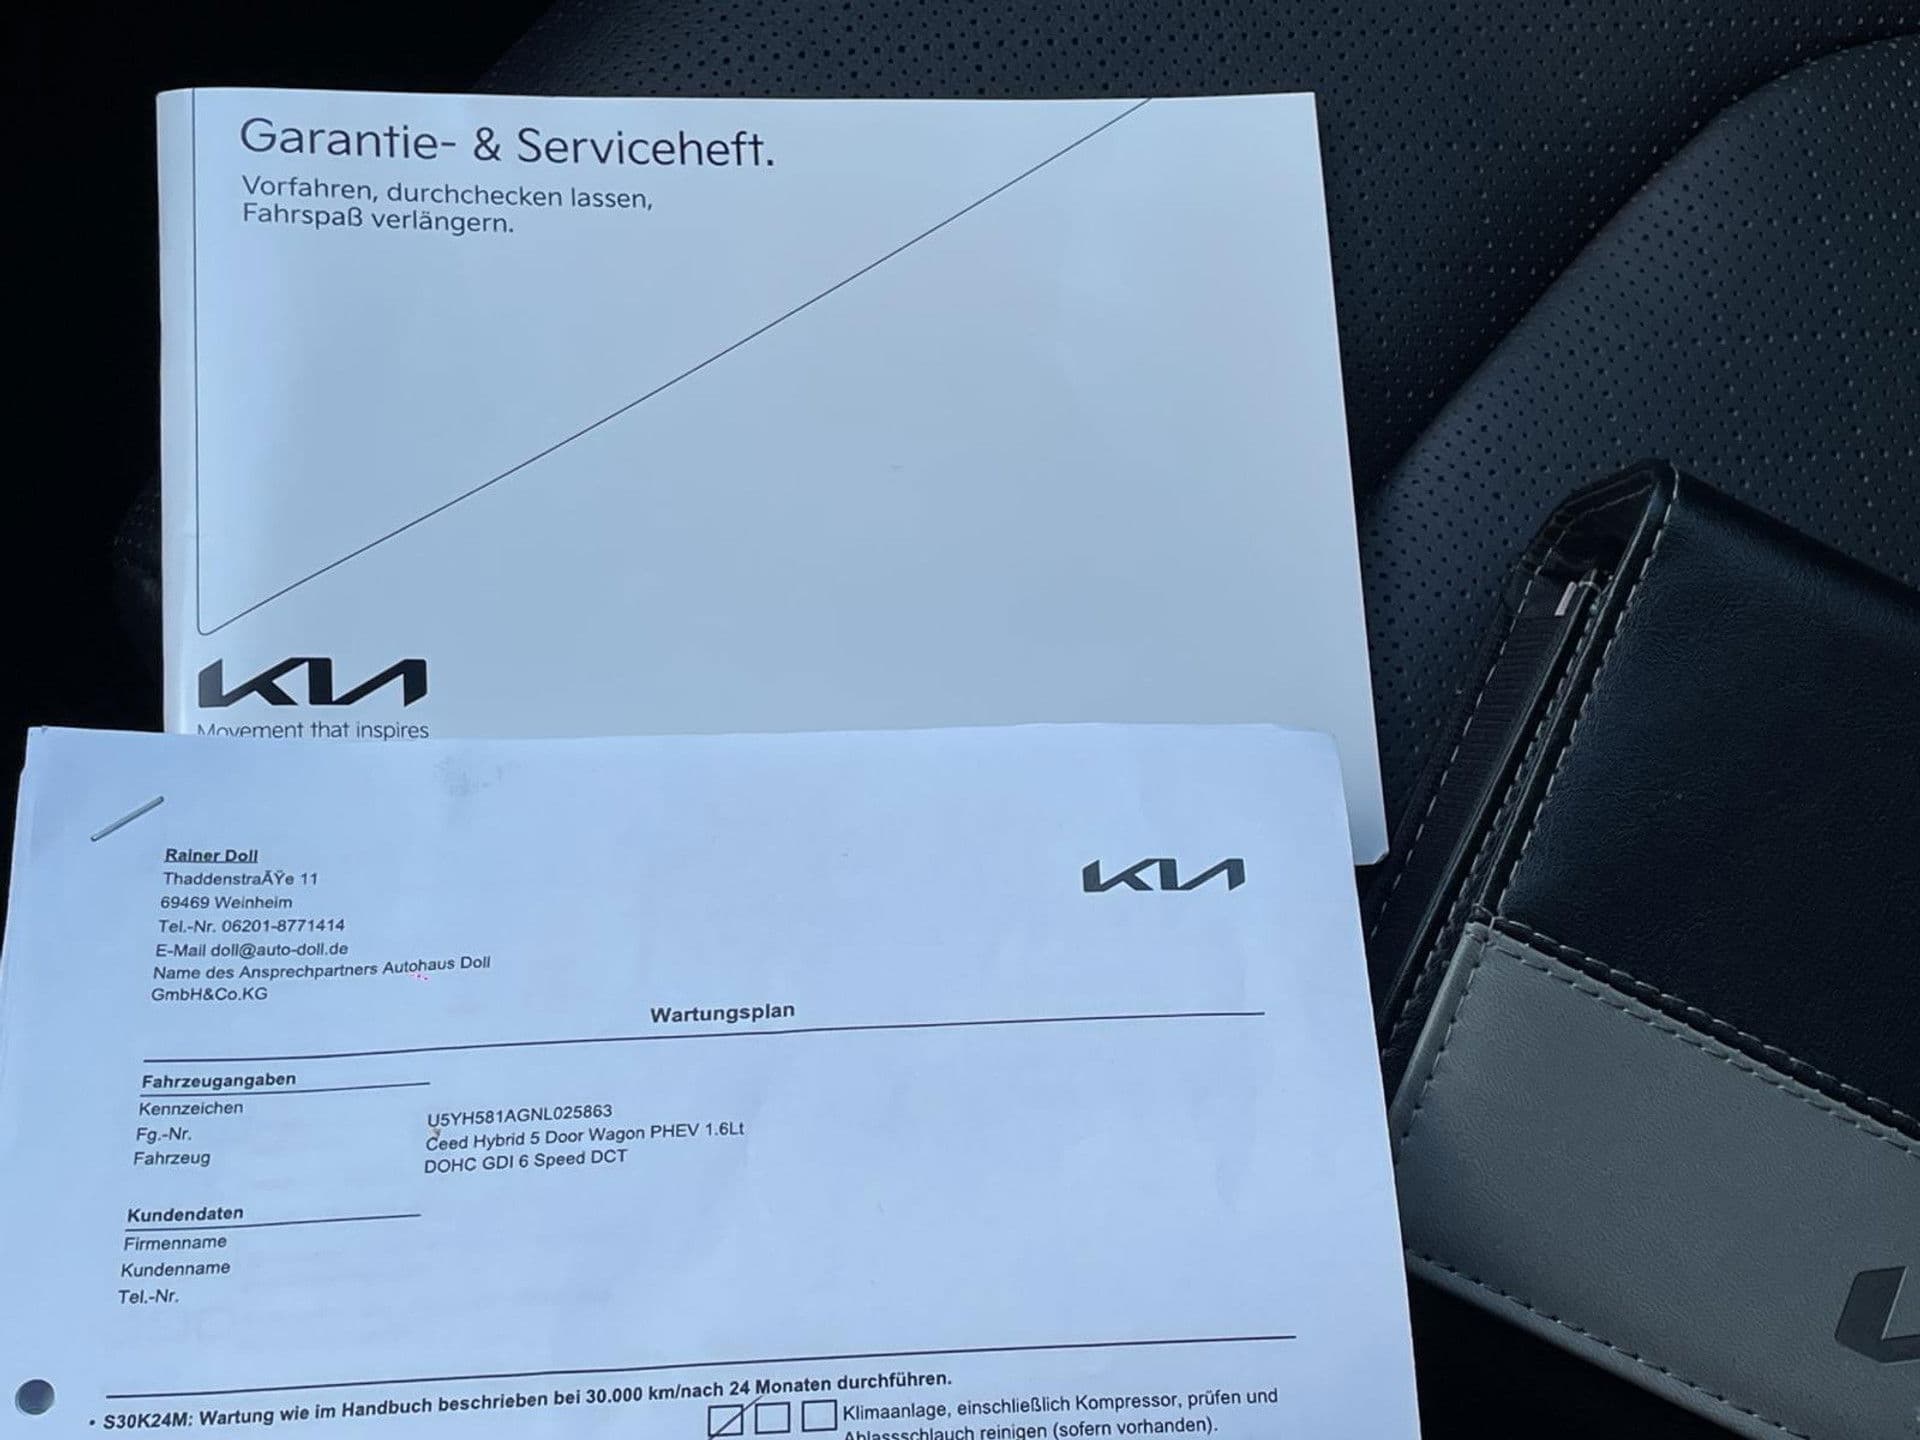 Garantie- & Serviceheft.
Vorfahren, durchchecken lassen,
Fahrspaß verlängern.
KIA
Movement that inspires
Rainer Doll
ThaddenstraÃŸe 11
69469 Weinheim
Tel.-Nr. 06201-8771414
E-Mail doll@auto-doll.de
Name des Ansprechpartners Autohaus Doll
GmbH&Co.KG
KIA
Wartungsplan
Fahrzeugangaben
Kennzeichen
Fg.-Nr. U5YH581AGNL025863
Fahrzeug Ceed Hybrid 5 Door Wagon PHEV 1.6Lt
DOHC GDI 6 Speed DCT
Kundendaten
Firmenname
Kundenname
Tel.-Nr.
• S30K24M: Wartung wie im Handbuch beschrieben bei 30.000 km/nach 24 Monaten durchführen.
Klimaanlage, einschließlich Kompressor, prüfen und
Ablassschlauch reinigen (sofern vorhanden).